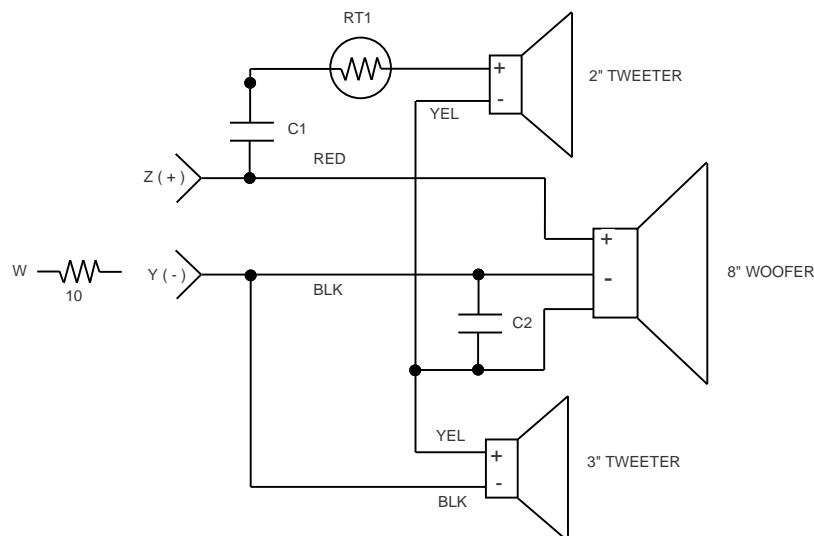 RT1
+
2" TWEETER
-
YEL
C1
RED
Z ( + )
+
W
10
Y ( - )
BLK
-
8" WOOFER
C2
YEL
+
3" TWEETER
-
BLK